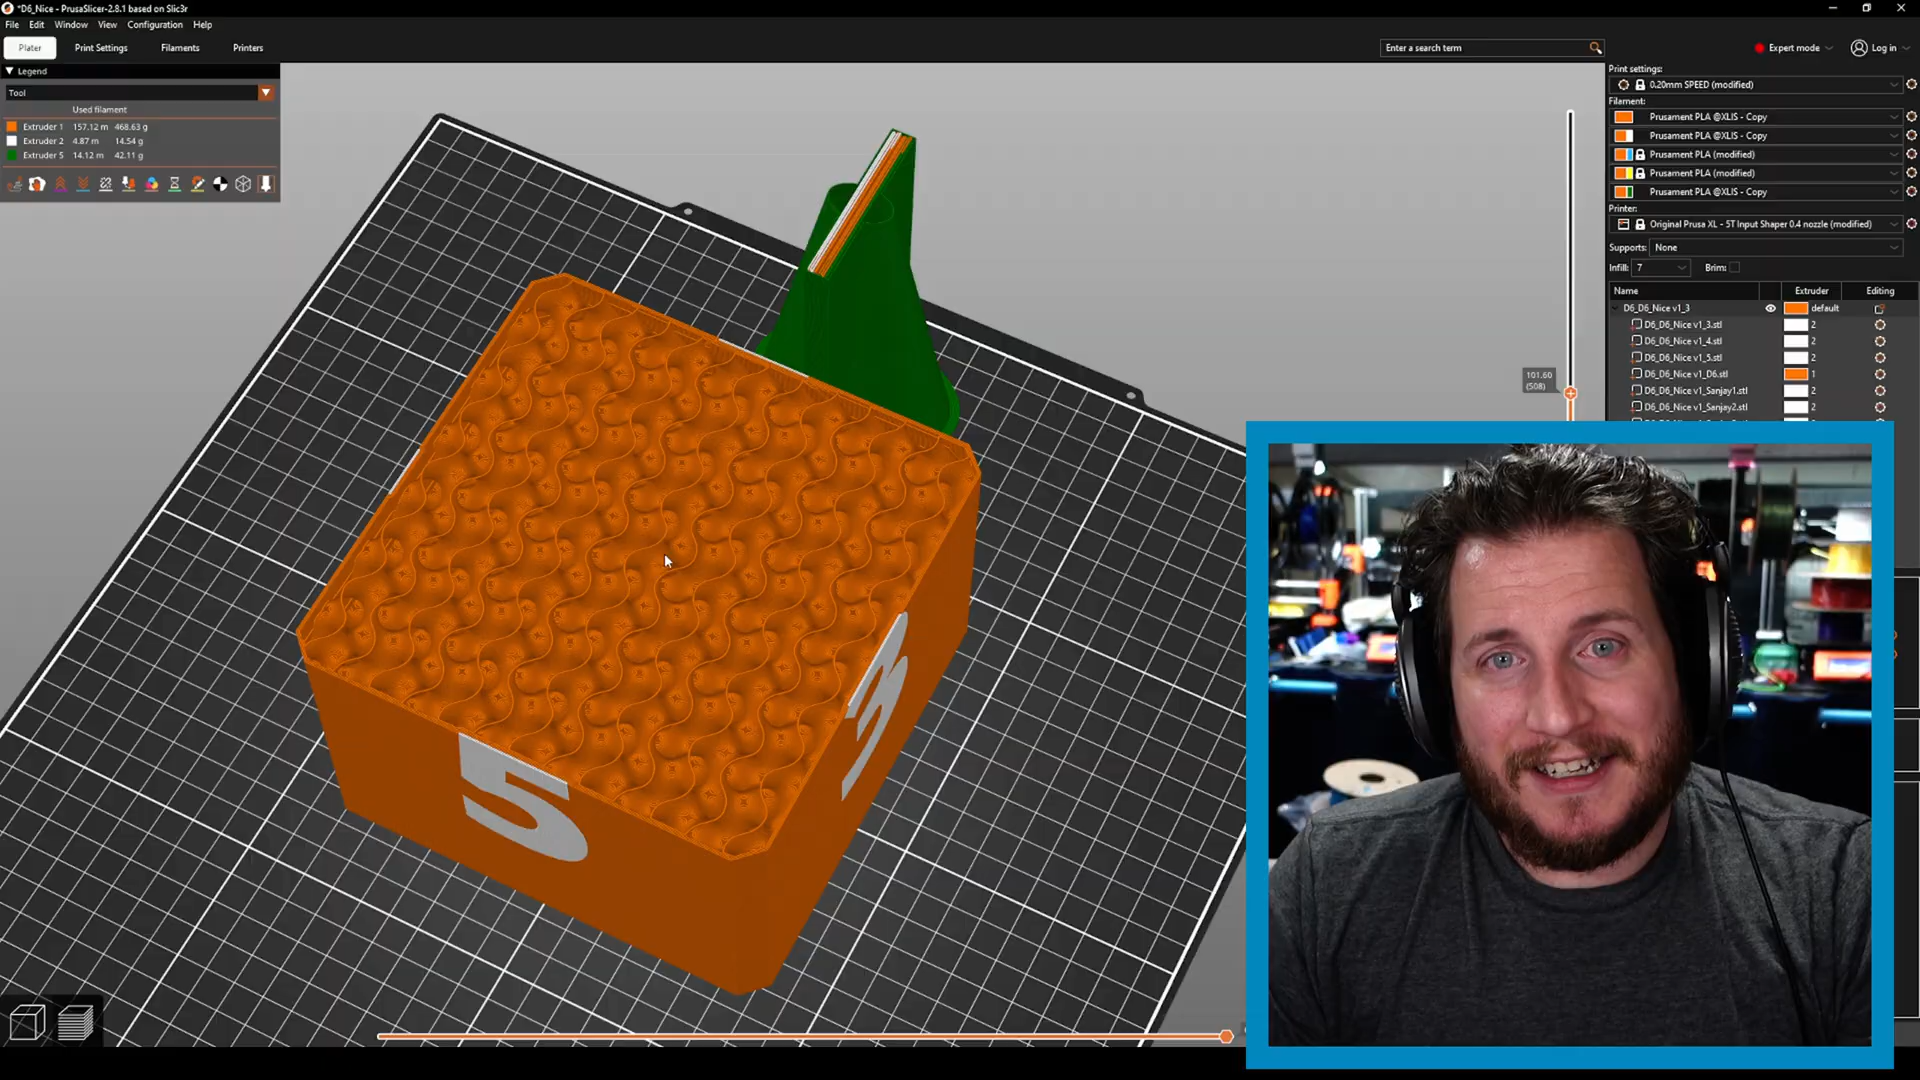 *D6_Nice - PrusaSlicer-2.8.1 based on Slic3r
File Edit Window View Configuration Help
Plater Print Settings Filaments Printers
Enter a search term
Expert mode
Log in
Legend
Tool
Used filament
Extruder 1 157.12 m 468.63 g
Extruder 2 4.87 m 14.54 g
Extruder 5 14.12 m 42.11 g
101.60
(508)
5
3
Print settings:
0.20mm SPEED (modified)
Filament:
Prusament PLA @XLIS - Copy
Prusament PLA @XLIS - Copy
Prusament PLA (modified)
Prusament PLA (modified)
Prusament PLA @XLIS - Copy
Printer:
Original Prusa XL - 5T Input Shaper 0.4 nozzle (modified)
Supports: None
Infill: 7 Brim:
Name Extruder Editing
D6_D6_Nice v1_3 default
D6_D6_Nice v1_3.stl 2
D6_D6_Nice v1_4.stl 2
D6_D6_Nice v1_5.stl 2
D6_D6_Nice v1_D6.stl 1
D6_D6_Nice v1_Sanjay1.stl 2
D6_D6_Nice v1_Sanjay2.stl 2